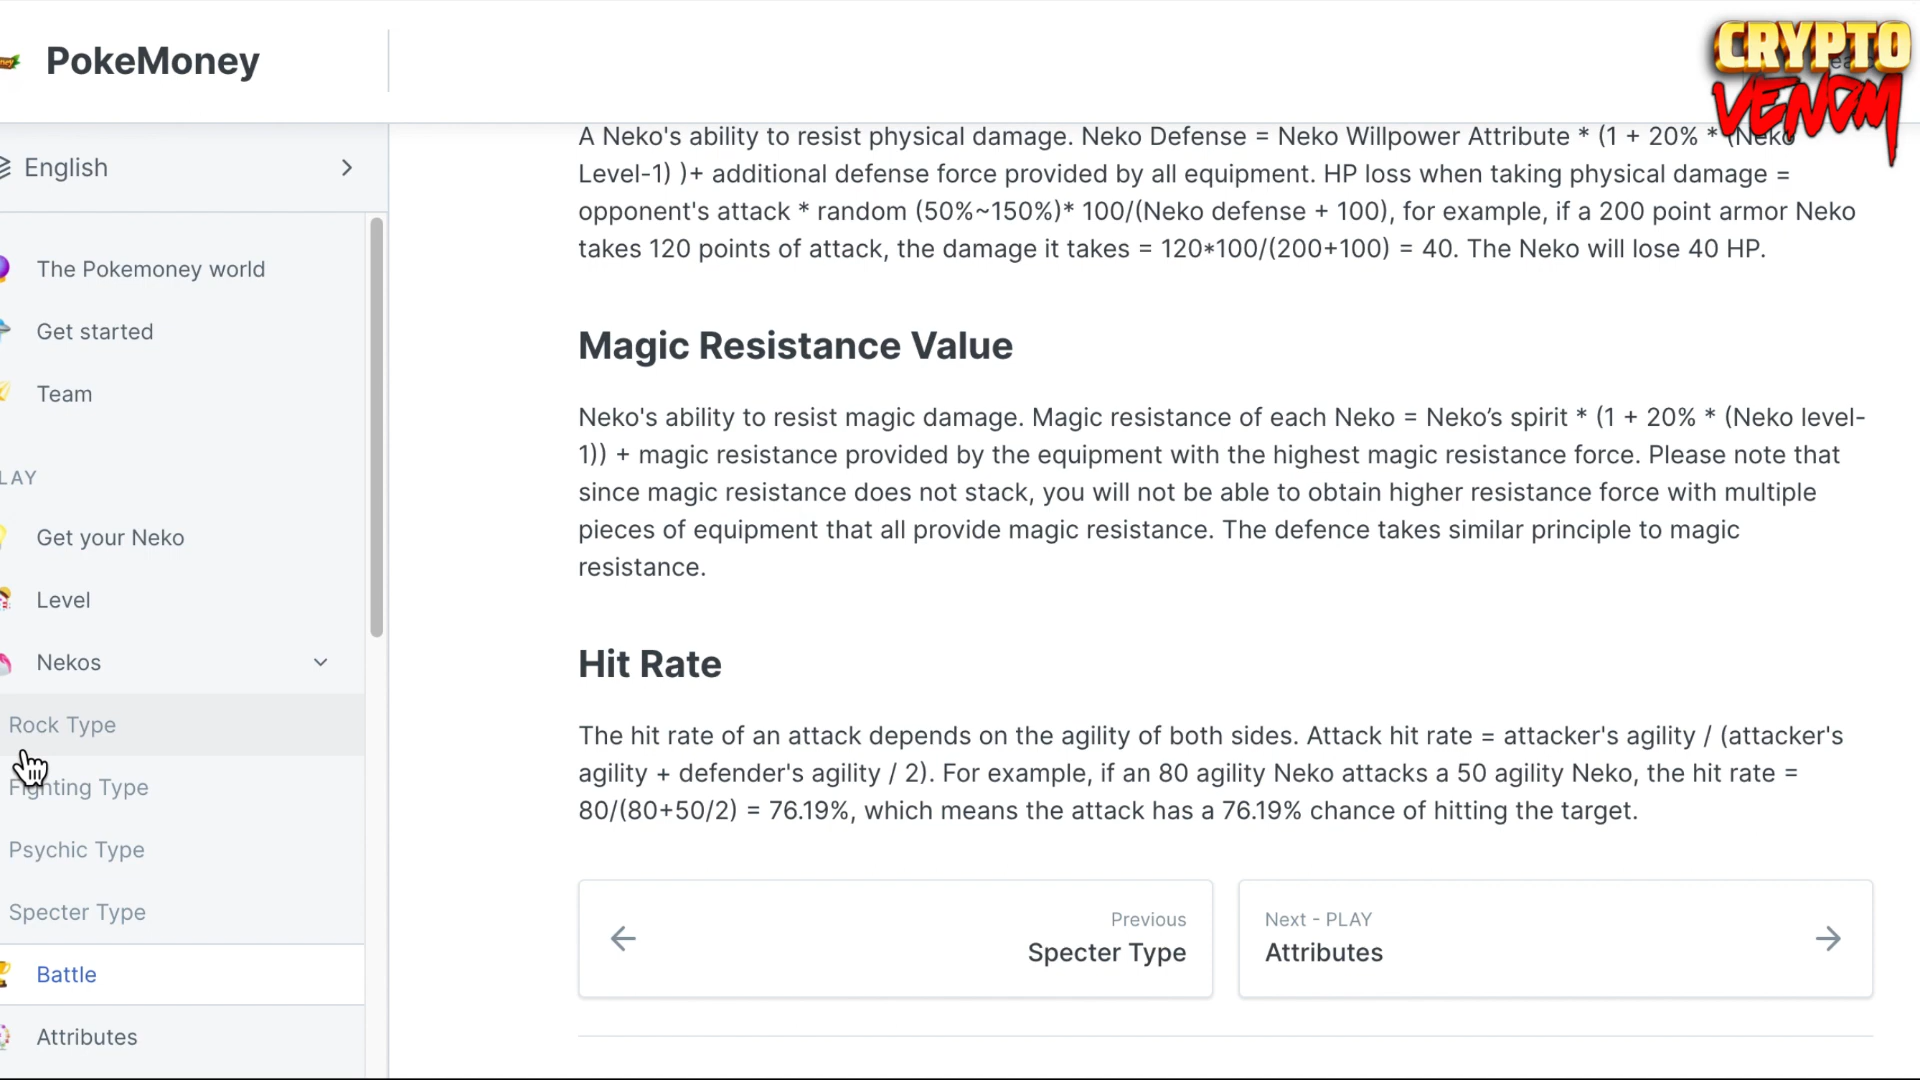 PokeMoney
CRYPTO
VENOM
English
The Pokemoney world
Get started
Team
LAY
Get your Neko
Level
Nekos
Rock Type
Fighting Type
Psychic Type
Specter Type
Battle
Attributes
A Neko's ability to resist physical damage. Neko Defense = Neko Willpower Attribute * (1 + 20% * (Neko
Level-1) )+ additional defense force provided by all equipment. HP loss when taking physical damage =
opponent's attack * random (50%~150%)* 100/(Neko defense + 100), for example, if a 200 point armor Neko
takes 120 points of attack, the damage it takes = 120*100/(200+100) = 40. The Neko will lose 40 HP.
Magic Resistance Value
Neko's ability to resist magic damage. Magic resistance of each Neko = Neko’s spirit * (1 + 20% * (Neko level-
1)) + magic resistance provided by the equipment with the highest magic resistance force. Please note that
since magic resistance does not stack, you will not be able to obtain higher resistance force with multiple
pieces of equipment that all provide magic resistance. The defence takes similar principle to magic
resistance.
Hit Rate
The hit rate of an attack depends on the agility of both sides. Attack hit rate = attacker's agility / (attacker's
agility + defender's agility / 2). For example, if an 80 agility Neko attacks a 50 agility Neko, the hit rate =
80/(80+50/2) = 76.19%, which means the attack has a 76.19% chance of hitting the target.
Previous
Specter Type
Next - PLAY
Attributes